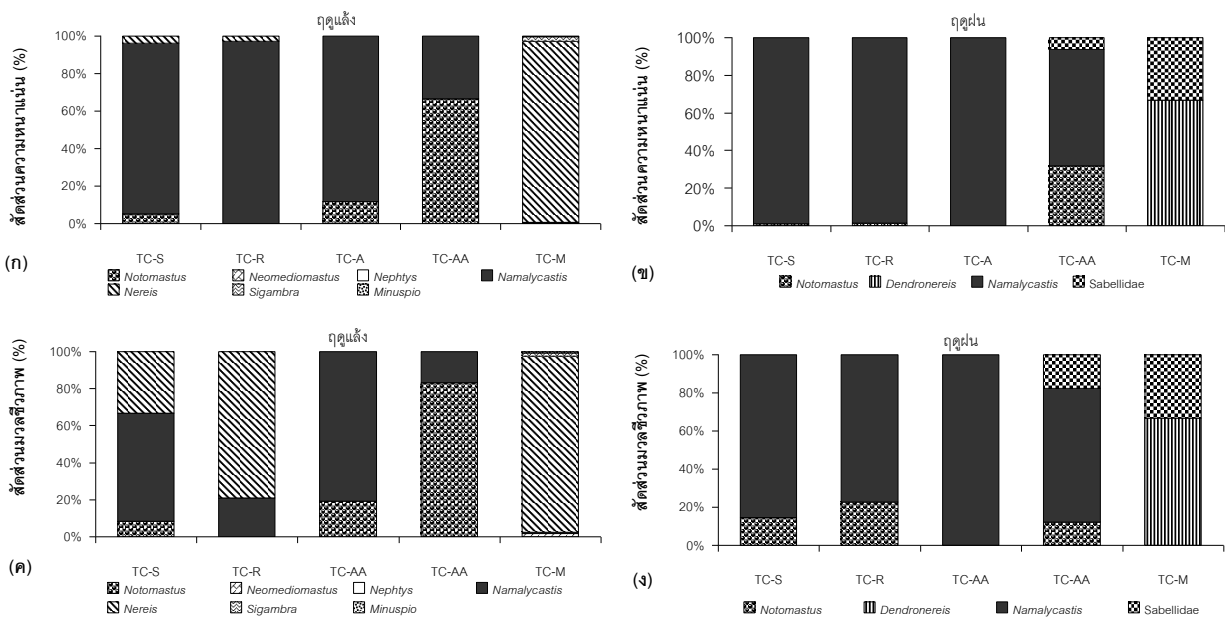 ฤดูแล้ง
สัดส่วนความหนาแน่น (%)
100%
80%
60%
40%
20%
0%
TC-S TC-R TC-A TC-AA TC-M
(ก)
Notomastus Neomediomastus Nephtys Namalycastis
Nereis Sigambra Minuspio
ฤดูฝน
สัดส่วนความหนาแน่น (%)
100%
80%
60%
40%
20%
0%
TC-S TC-R TC-A TC-AA TC-M
(ข)
Notomastus Dendronereis Namalycastis Sabellidae
ฤดูแล้ง
สัดส่วนมวลชีวภาพ (%)
100%
80%
60%
40%
20%
0%
TC-S TC-R TC-AA TC-AA TC-M
(ค)
Notomastus Neomediomastus Nephtys Namalycastis
Nereis Sigambra Minuspio
ฤดูฝน
สัดส่วนมวลชีวภาพ (%)
100%
80%
60%
40%
20%
0%
TC-S TC-R TC-AA TC-AA TC-M
(ง)
Notomastus Dendronereis Namalycastis Sabellidae